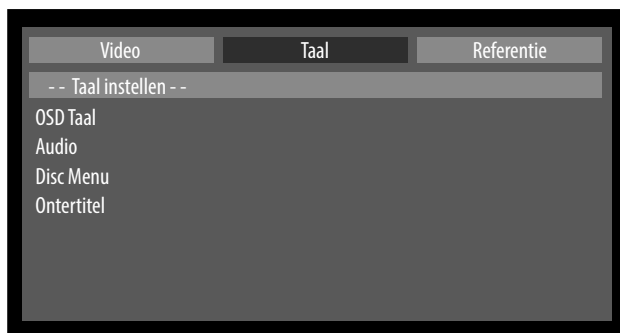 Video Taal Referentie
- - Taal instellen - -
OSD Taal
Audio
Disc Menu
Ontertitel